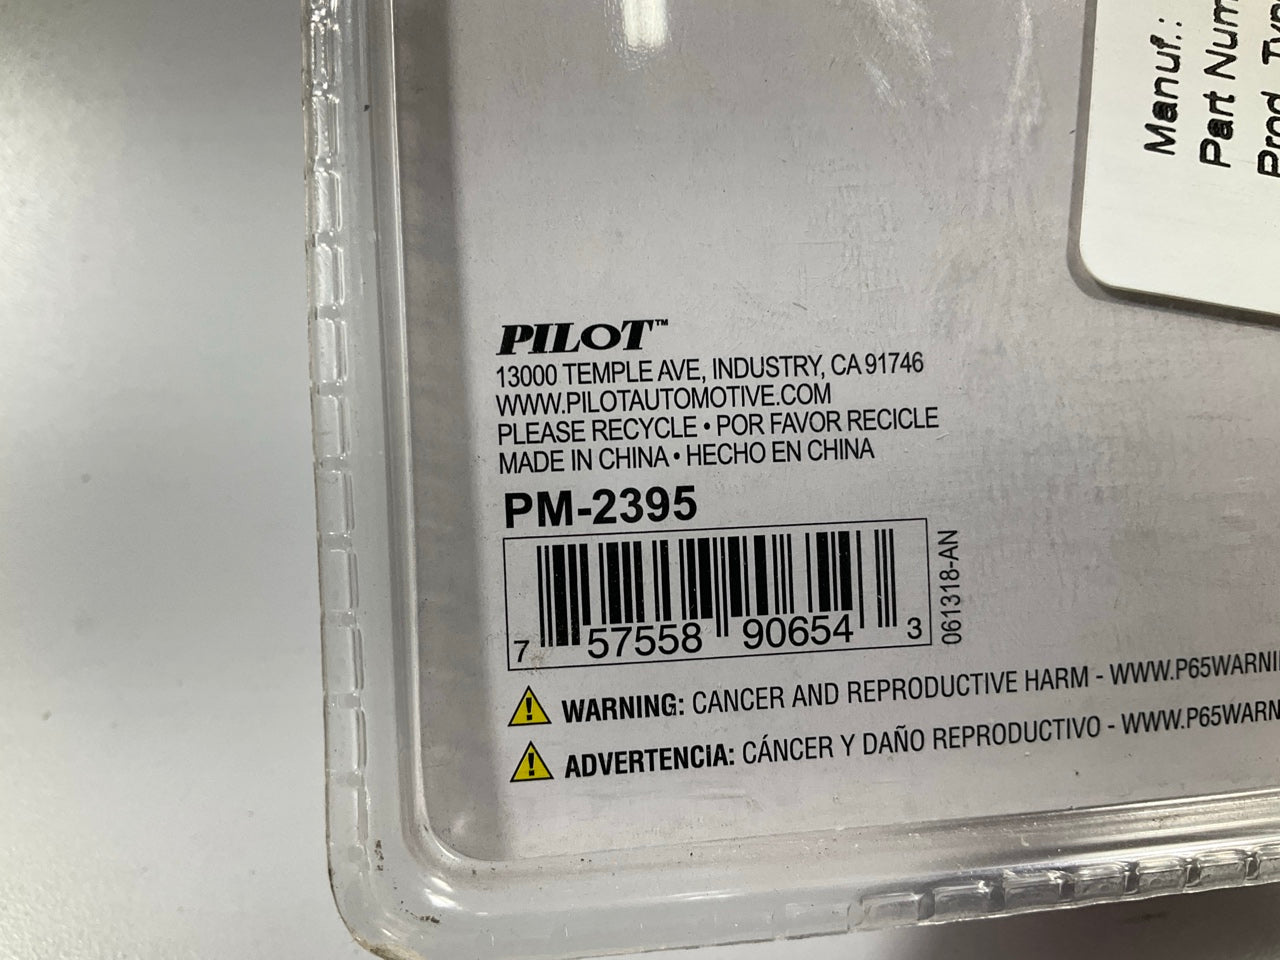 PILOT™
13000 TEMPLE AVE, INDUSTRY, CA 91746
WWW.PILOTAUTOMOTIVE.COM
PLEASE RECYCLE • POR FAVOR RECICLE
MADE IN CHINA • HECHO EN CHINA
PM-2395
7 57558 90654 3
061318-AN
WARNING: CANCER AND REPRODUCTIVE HARM - WWW.P65WARNI
ADVERTENCIA: CÁNCER Y DAÑO REPRODUCTIVO - WWW.P65WARN
Manuf.:
Part Num
Prod. Typ